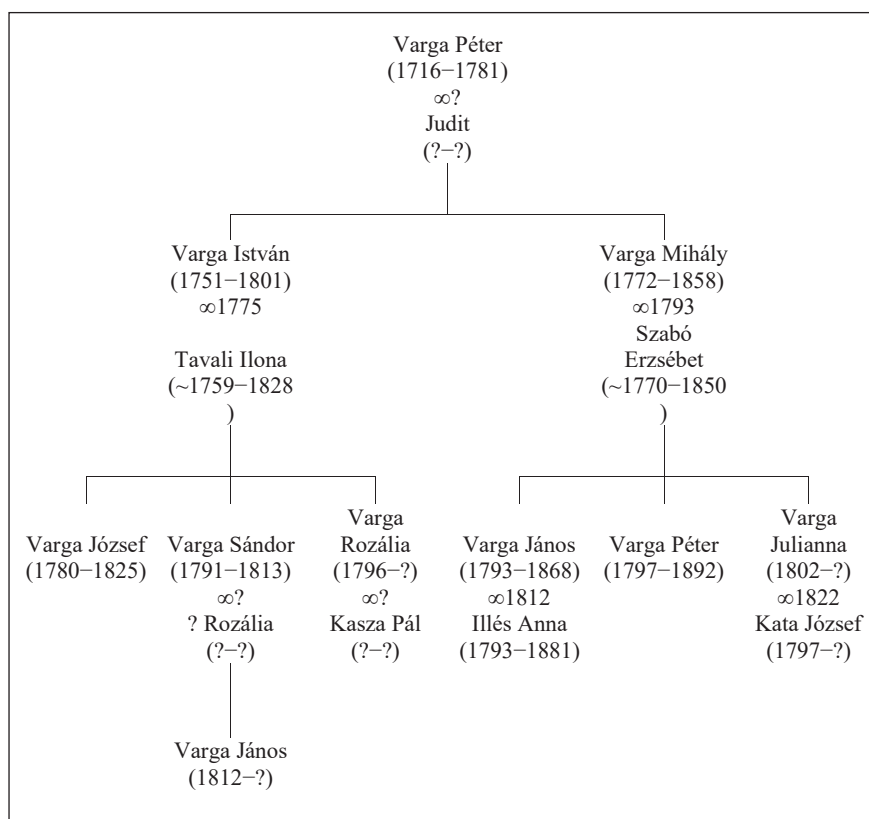 Varga Péter
(1716−1781)
∞?
Judit
(?−?)
Varga István
(1751−1801)
∞1775
Tavali Ilona
(~1759−1828
)
Varga Mihály
(1772−1858)
∞1793
Szabó
Erzsébet
(~1770−1850
)
Varga József
(1780−1825)
Varga Sándor
(1791−1813)
∞?
? Rozália
(?−?)
Varga
Rozália
(1796−?)
∞?
Kasza Pál
(?−?)
Varga János
(1793−1868)
∞1812
Illés Anna
(1793−1881)
Varga Péter
(1797−1892)
Varga
Julianna
(1802−?)
∞1822
Kata József
(1797−?)
Varga János
(1812−?)